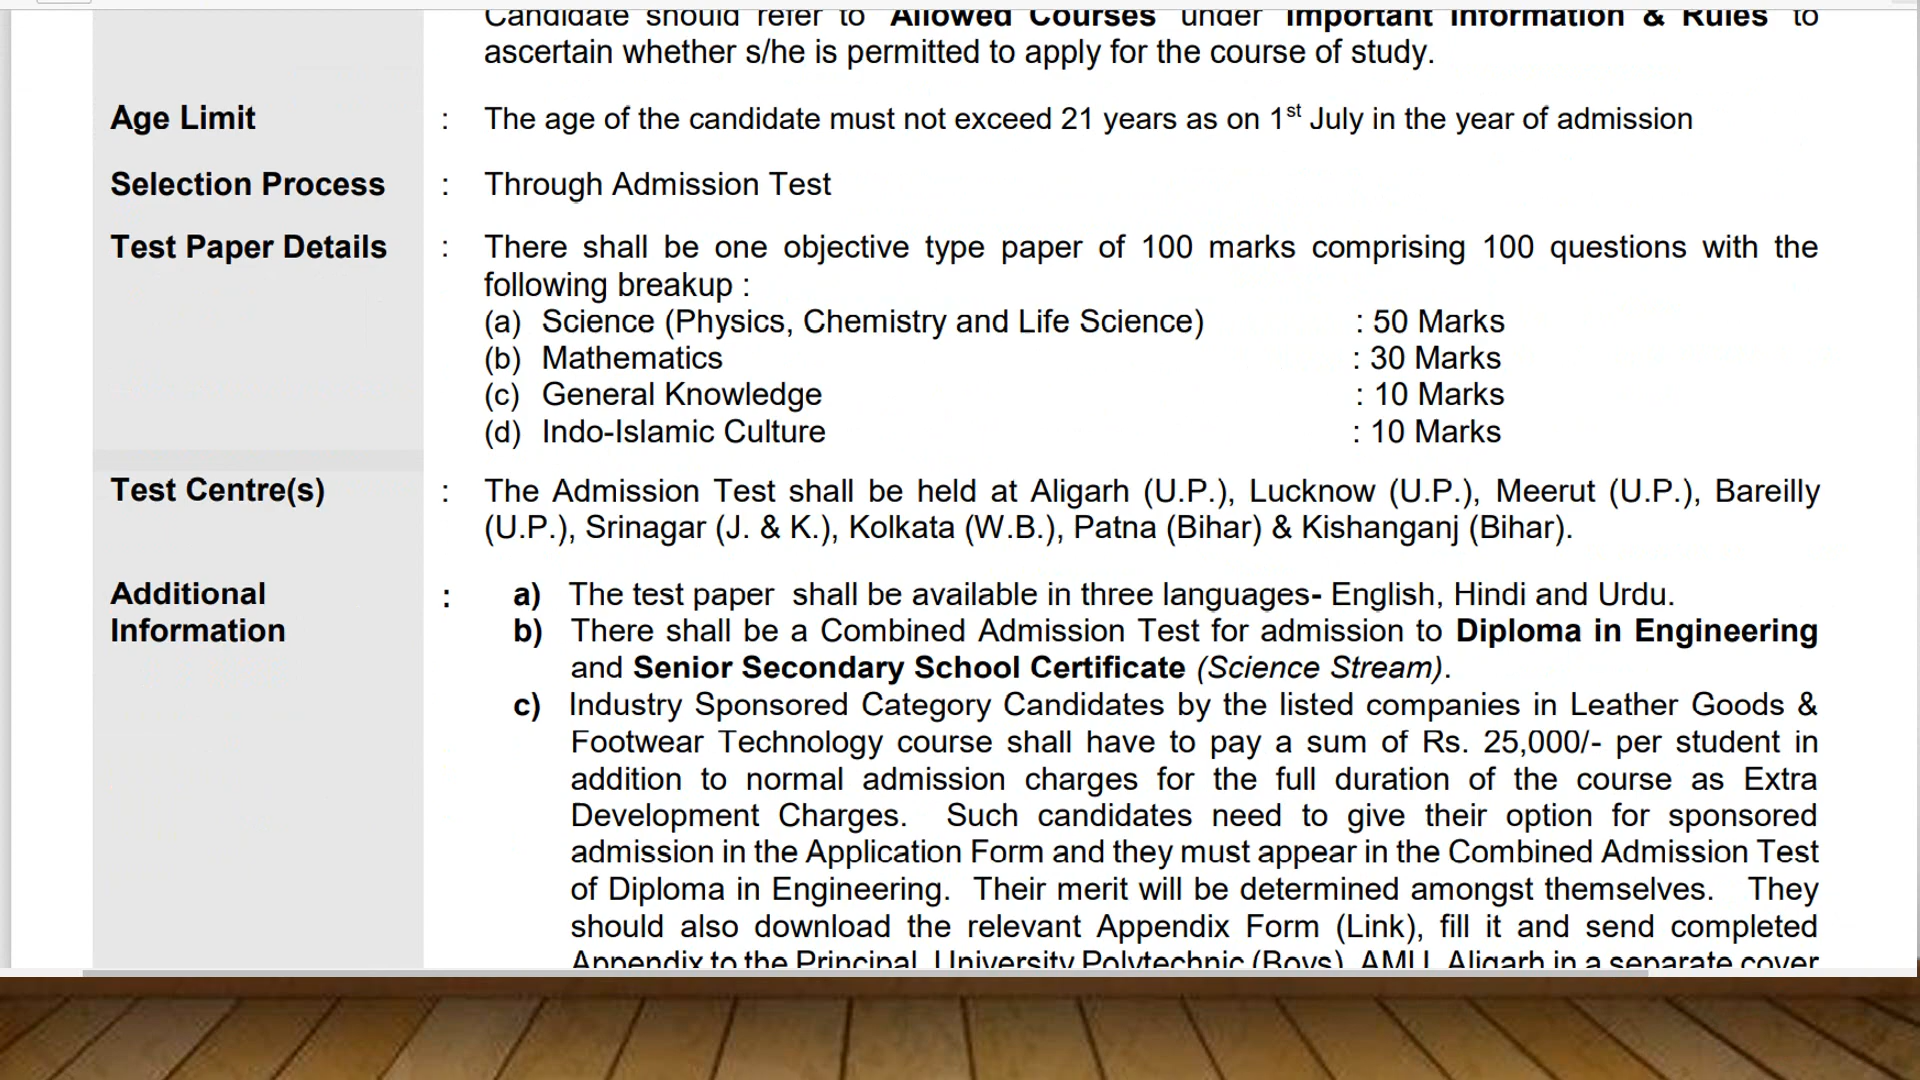 Candidate should refer to Allowed Courses under Important Information & Rules to
ascertain whether s/he is permitted to apply for the course of study.
Age Limit : The age of the candidate must not exceed 21 years as on 1st July in the year of admission
Selection Process : Through Admission Test
Test Paper Details : There shall be one objective type paper of 100 marks comprising 100 questions with the
following breakup :
(a) Science (Physics, Chemistry and Life Science) : 50 Marks
(b) Mathematics : 30 Marks
(c) General Knowledge : 10 Marks
(d) Indo-Islamic Culture : 10 Marks
Test Centre(s) : The Admission Test shall be held at Aligarh (U.P.), Lucknow (U.P.), Meerut (U.P.), Bareilly
(U.P.), Srinagar (J. & K.), Kolkata (W.B.), Patna (Bihar) & Kishanganj (Bihar).
Additional : a) The test paper shall be available in three languages- English, Hindi and Urdu.
Information b) There shall be a Combined Admission Test for admission to Diploma in Engineering
and Senior Secondary School Certificate (Science Stream).
c) Industry Sponsored Category Candidates by the listed companies in Leather Goods &
Footwear Technology course shall have to pay a sum of Rs. 25,000/- per student in
addition to normal admission charges for the full duration of the course as Extra
Development Charges. Such candidates need to give their option for sponsored
admission in the Application Form and they must appear in the Combined Admission Test
of Diploma in Engineering. Their merit will be determined amongst themselves. They
should also download the relevant Appendix Form (Link), fill it and send completed
Appendix to the Principal, University Polytechnic (Boys), AMU, Aligarh in a separate cover